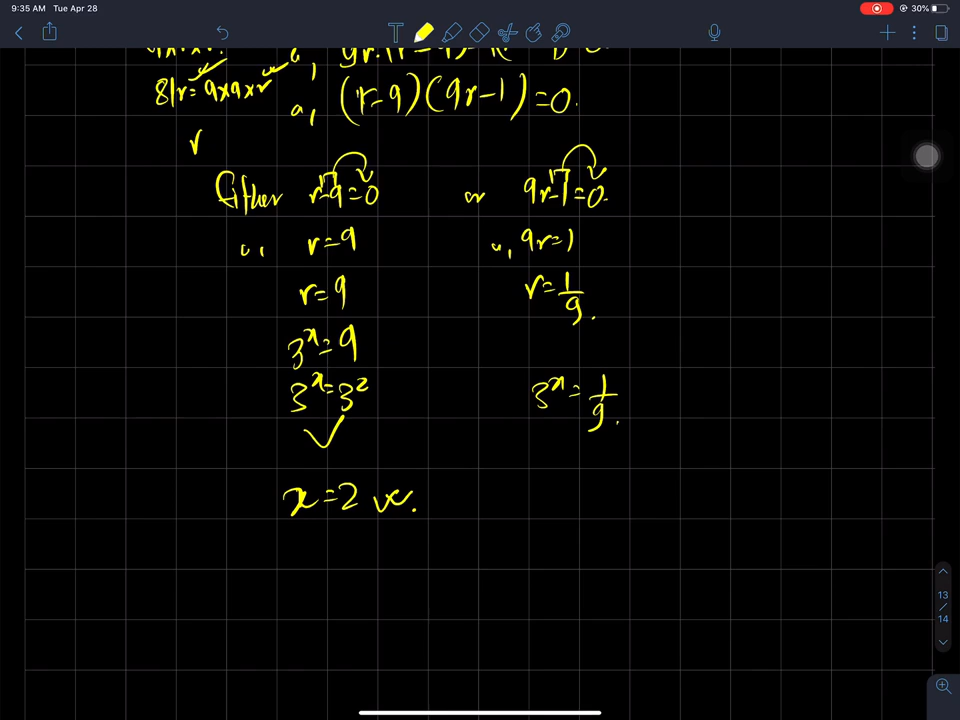 9:35 AM Tue Apr 28
30%
81r = 9x9xr
(r-9)(9r-1)=0.
r
Either r-9=0 or 9r-1=0.
r=9 9r=1
r=9 r=1/9.
3^x=9
3^x=3^2 3^x=1/9.
x=2
13
/
14